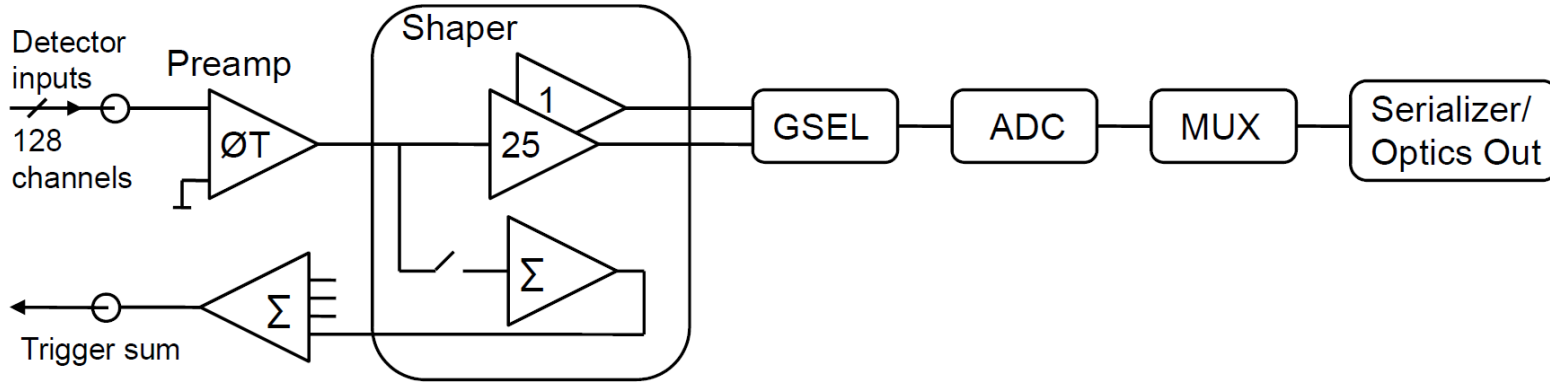 Detector
inputs
128
channels
Preamp
ØT
Shaper
1
25
Σ
Σ
Trigger sum
GSEL
ADC
MUX
Serializer/
Optics Out